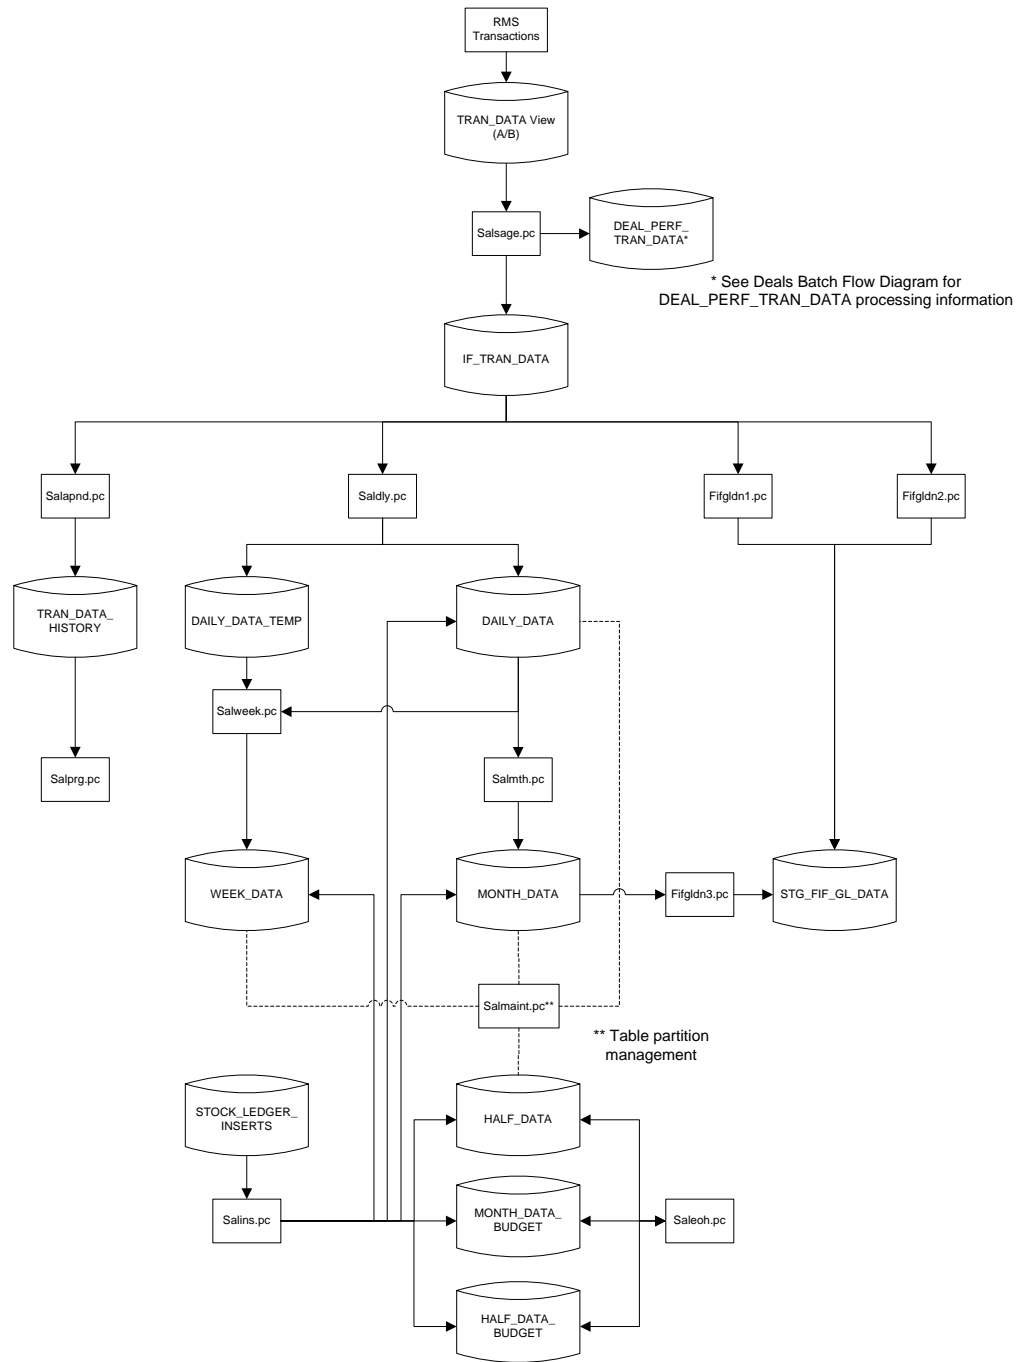 RMS
Transactions
TRAN_DATA View
(A/B)
Salsage.pc
DEAL_PERF_
TRAN_DATA*
* See Deals Batch Flow Diagram for
DEAL_PERF_TRAN_DATA processing information
IF_TRAN_DATA
Salapnd.pc
Saldly.pc
Fifgldn1.pc
Fifgldn2.pc
TRAN_DATA_
HISTORY
DAILY_DATA_TEMP
DAILY_DATA
Salweek.pc
Salprg.pc
Salmth.pc
WEEK_DATA
MONTH_DATA
Fifgldn3.pc
STG_FIF_GL_DATA
Salmaint.pc**
** Table partition
management
STOCK_LEDGER_
INSERTS
HALF_DATA
Salins.pc
MONTH_DATA_
BUDGET
Saleoh.pc
HALF_DATA_
BUDGET